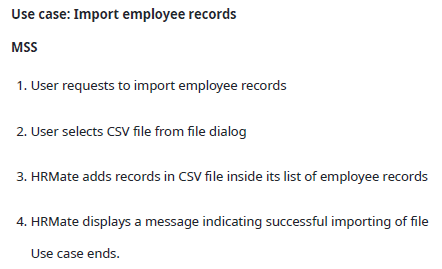 Use case: Import employee records
MSS
1. User requests to import employee records
2. User selects CSV file from file dialog
3. HRMate adds records in CSV file inside its list of employee records
4. HRMate displays a message indicating successful importing of file
Use case ends.